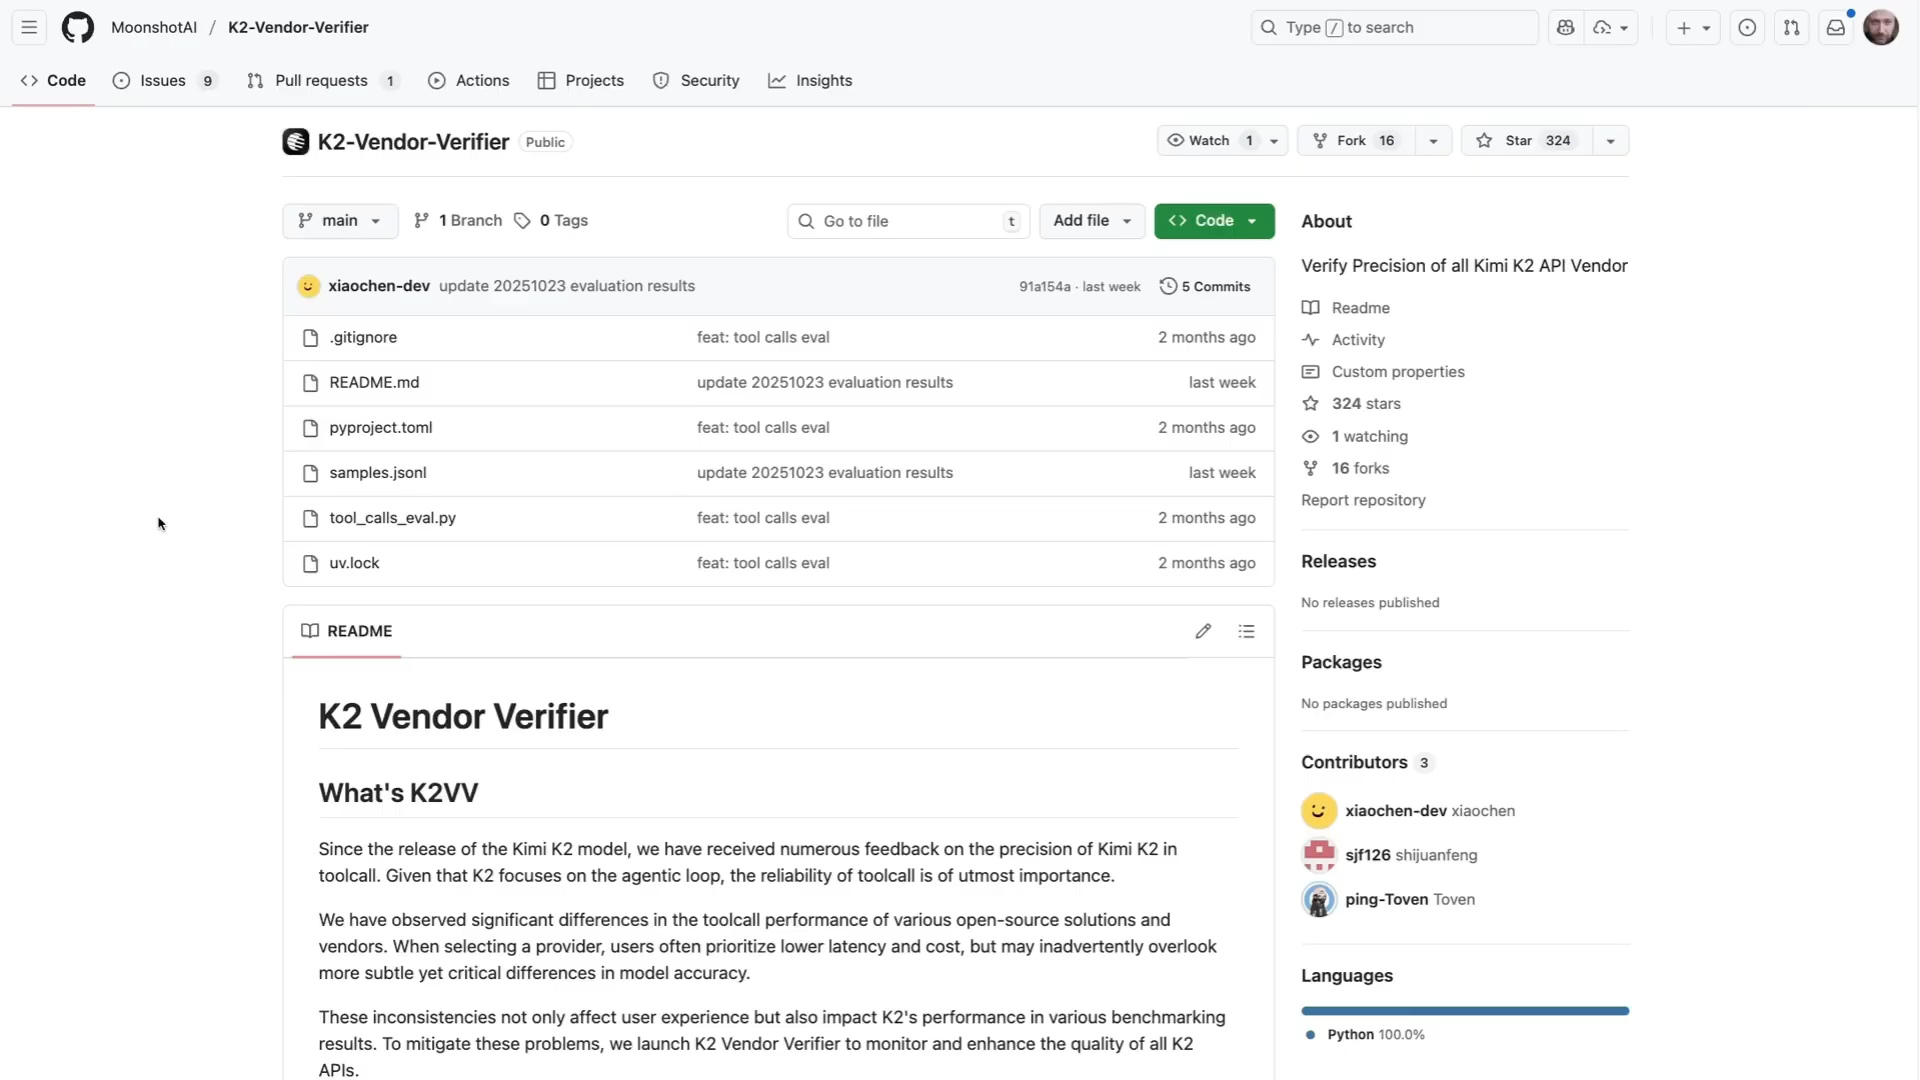 MoonshotAI / K2-Vendor-Verifier
Type / to search
Code
Issues 9
Pull requests 1
Actions
Projects
Security
Insights
K2-Vendor-Verifier Public
Watch 1
Fork 16
Star 324
main
1 Branch
0 Tags
Go to file t
Add file
Code
xiaochen-dev update 20251023 evaluation results 91a154a · last week 5 Commits
.gitignore feat: tool calls eval 2 months ago
README.md update 20251023 evaluation results last week
pyproject.toml feat: tool calls eval 2 months ago
samples.jsonl update 20251023 evaluation results last week
tool_calls_eval.py feat: tool calls eval 2 months ago
uv.lock feat: tool calls eval 2 months ago
README
K2 Vendor Verifier
What's K2VV
Since the release of the Kimi K2 model, we have received numerous feedback on the precision of Kimi K2 in
toolcall. Given that K2 focuses on the agentic loop, the reliability of toolcall is of utmost importance.
We have observed significant differences in the toolcall performance of various open-source solutions and
vendors. When selecting a provider, users often prioritize lower latency and cost, but may inadvertently overlook
more subtle yet critical differences in model accuracy.
These inconsistencies not only affect user experience but also impact K2's performance in various benchmarking
results. To mitigate these problems, we launch K2 Vendor Verifier to monitor and enhance the quality of all K2
APIs.
About
Verify Precision of all Kimi K2 API Vendor
Readme
Activity
Custom properties
324 stars
1 watching
16 forks
Report repository
Releases
No releases published
Packages
No packages published
Contributors 3
xiaochen-dev xiaochen
sjf126 shijuanfeng
ping-Toven Toven
Languages
Python 100.0%